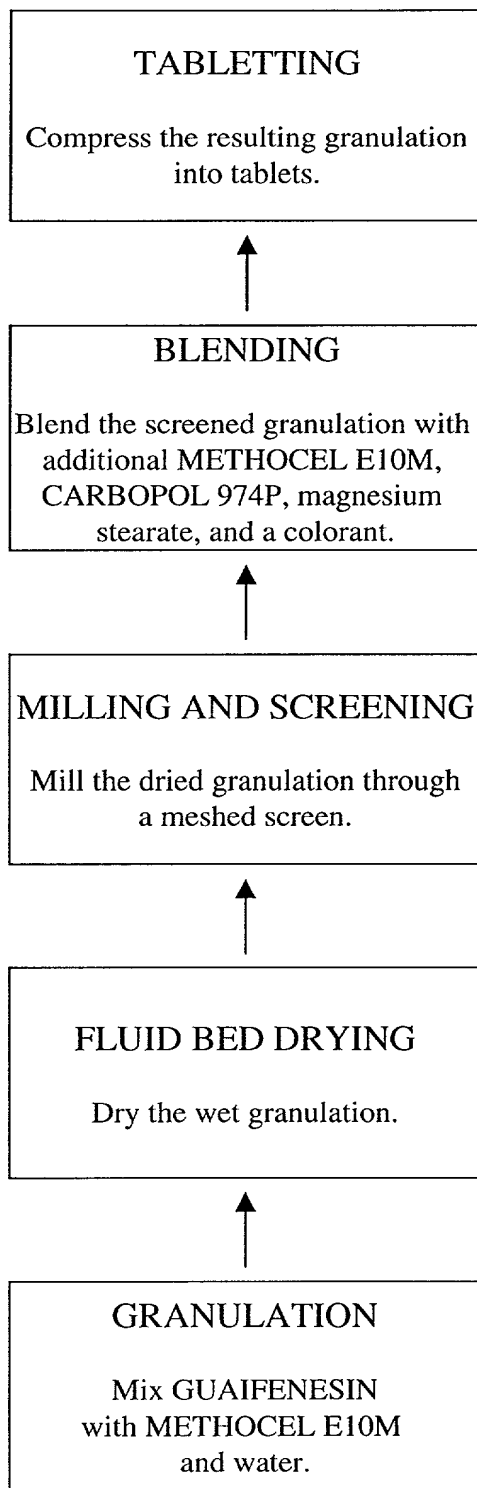 TABLETTING
Compress the resulting granulation
into tablets.
BLENDING
Blend the screened granulation with
additional METHOCEL E10M,
CARBOPOL 974P, magnesium
stearate, and a colorant.
MILLING AND SCREENING
Mill the dried granulation through
a meshed screen.
FLUID BED DRYING
Dry the wet granulation.
GRANULATION
Mix GUAIFENESIN
with METHOCEL E10M
and water.